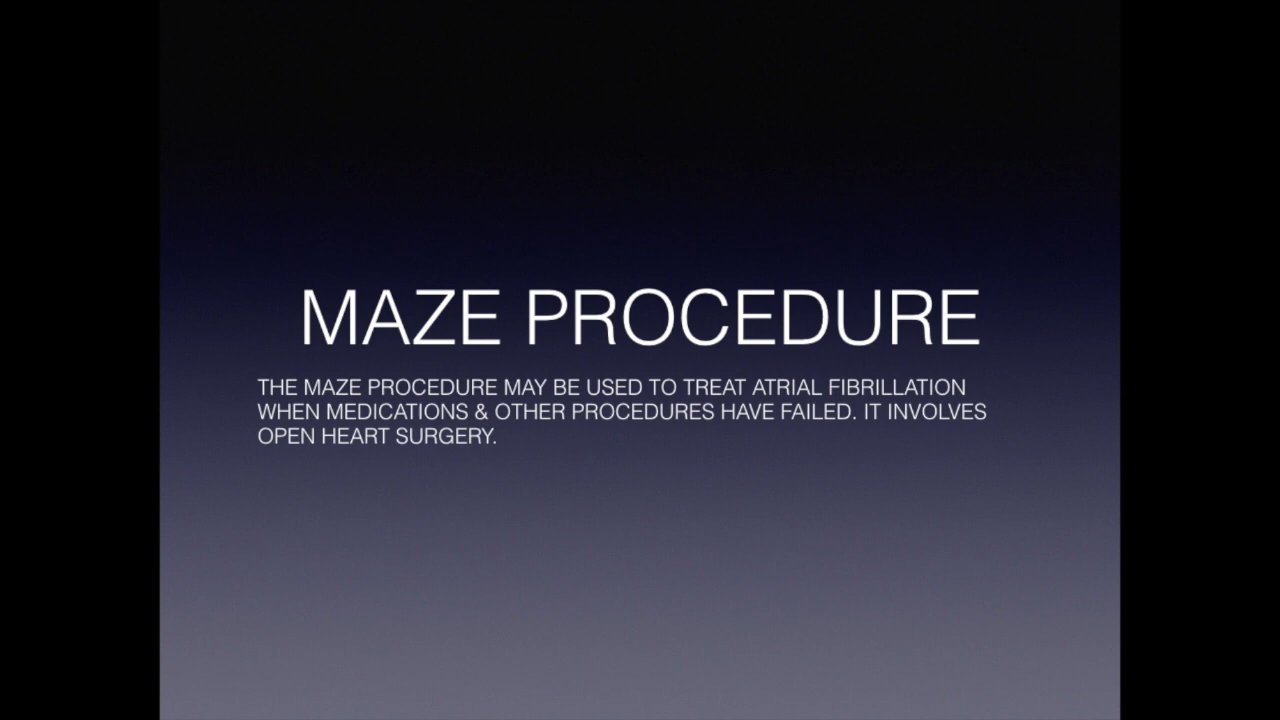 MAZE PROCEDURE
THE MAZE PROCEDURE MAY BE USED TO TREAT ATRIAL FIBRILLATION
WHEN MEDICATIONS & OTHER PROCEDURES HAVE FAILED. IT INVOLVES
OPEN HEART SURGERY.